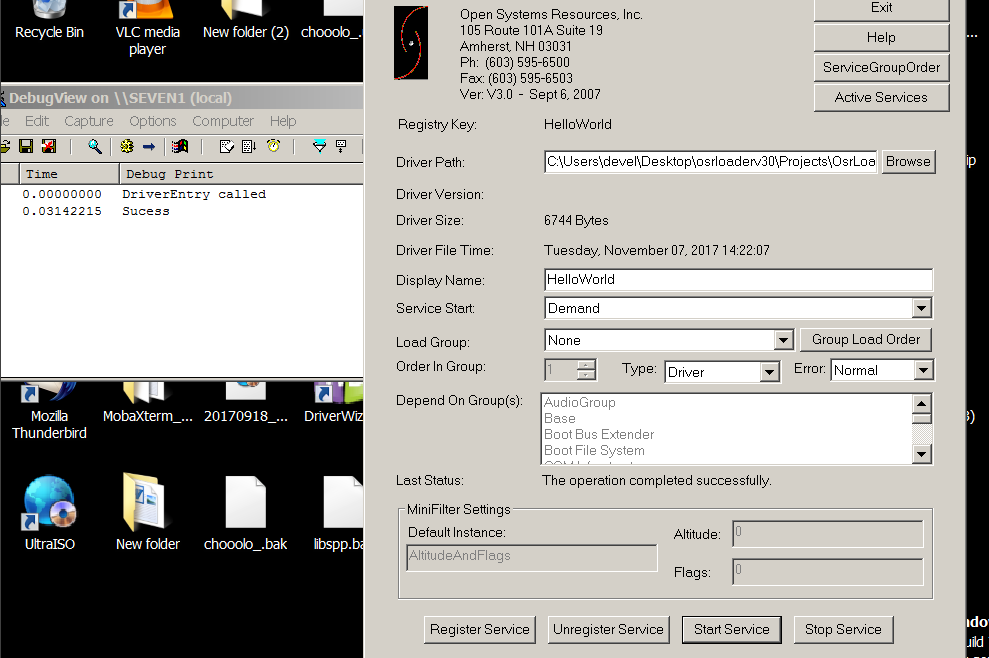 Recycle Bin
VLC media player
New folder (2)
chooolo_...
DebugView on \\SEVEN1 (local)
Edit Capture Options Computer Help
Time Debug Print
0.00000000 DriverEntry called
0.03142215 Sucess
Mozilla Thunderbird
MobaXterm_...
20170918_...
DriverWiz
UltraISO
New folder
chooolo_.bak
libspp.ba
Open Systems Resources, Inc.
105 Route 101A Suite 19
Amherst, NH 03031
Ph: (603) 595-6500
Fax: (603) 595-6503
Ver: V3.0 - Sept 6, 2007
Exit
Help
ServiceGroupOrder
Active Services
Registry Key: HelloWorld
Driver Path: C:\Users\devel\Desktop\osrloaderv30\Projects\OsrLoa Browse
Driver Version:
Driver Size: 6744 Bytes
Driver File Time: Tuesday, November 07, 2017 14:22:07
Display Name: HelloWorld
Service Start: Demand
Load Group: None Group Load Order
Order In Group: 1 Type: Driver Error: Normal
Depend On Group(s): AudioGroup
Base
Boot Bus Extender
Boot File System
Last Status: The operation completed successfully.
MiniFilter Settings
Default Instance:
AltitudeAndFlags
Altitude: 0
Flags: 0
Register Service Unregister Service Start Service Stop Service